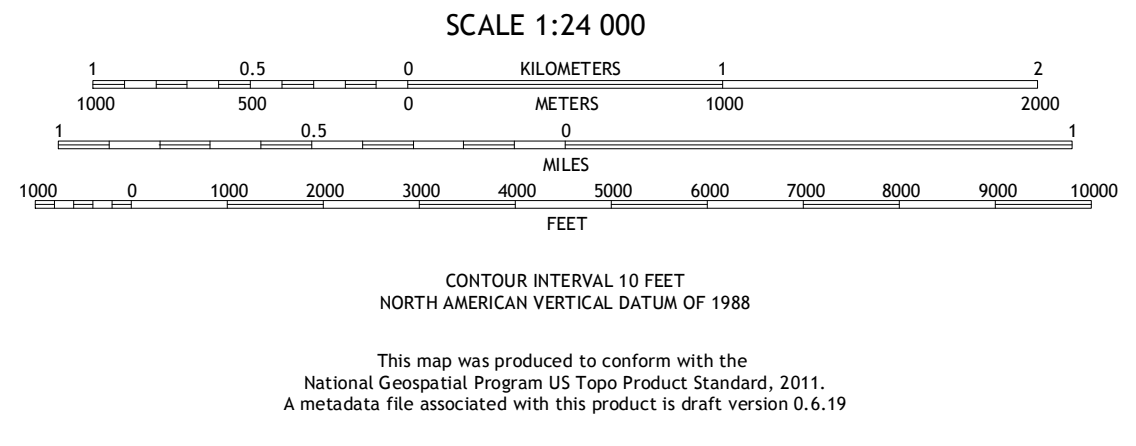 SCALE 1:24 000
1 0.5 0 KILOMETERS 1 2
1000 500 0 METERS 1000 2000
1 0.5 0 1
MILES
1000 0 1000 2000 3000 4000 5000 6000 7000 8000 9000 10000
FEET
CONTOUR INTERVAL 10 FEET
NORTH AMERICAN VERTICAL DATUM OF 1988
This map was produced to conform with the
National Geospatial Program US Topo Product Standard, 2011.
A metadata file associated with this product is draft version 0.6.19